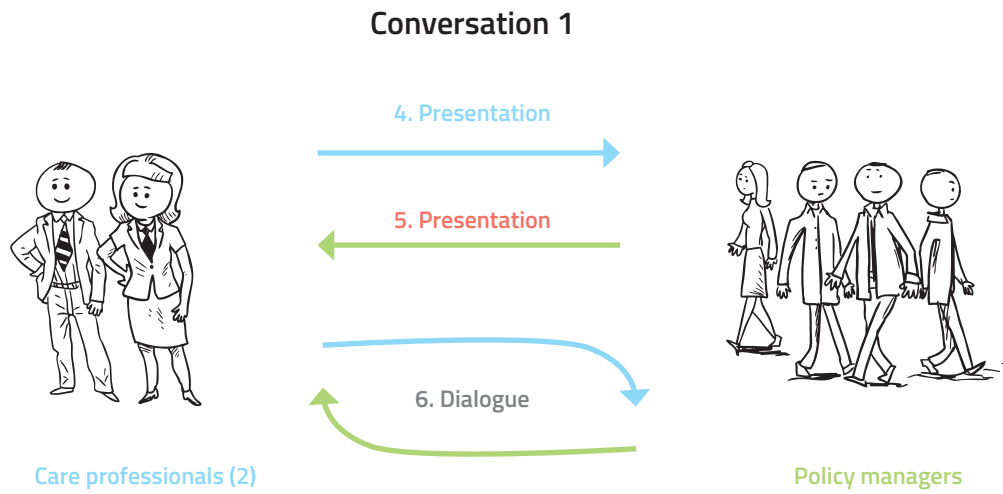 Conversation 1
4. Presentation
5. Presentation
6. Dialogue
Care professionals (2)
Policy managers